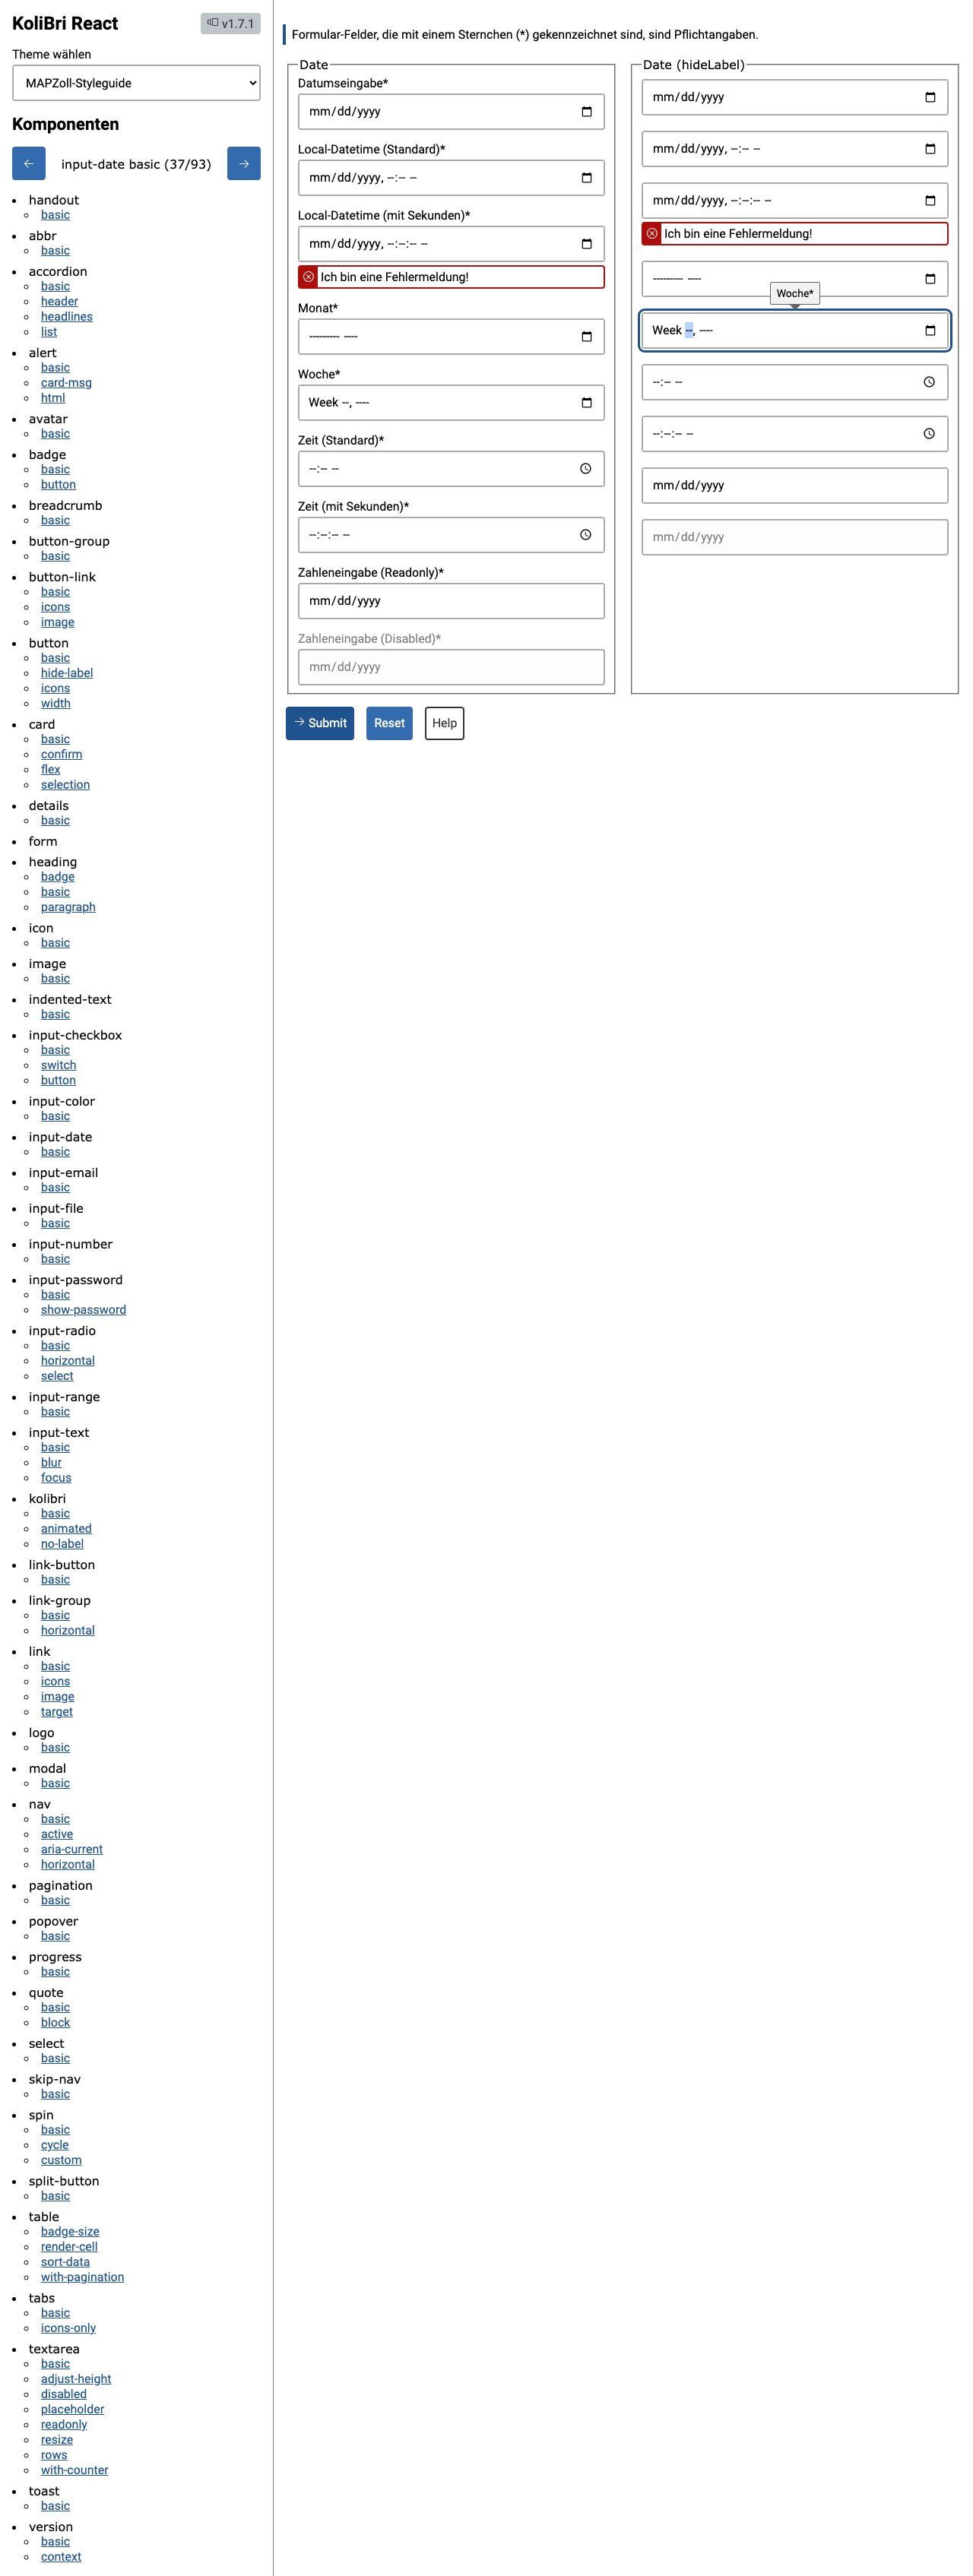 KoliBri React
v1.7.1
Theme wählen
MAPZoll-Styleguide
Komponenten
← input-date basic (37/93) →
handout
basic
abbr
basic
accordion
basic
header
headlines
list
alert
basic
card-msg
html
avatar
basic
badge
basic
button
breadcrumb
basic
button-group
basic
button-link
basic
icons
image
button
basic
hide-label
icons
width
card
basic
confirm
flex
selection
details
basic
form
heading
badge
basic
paragraph
icon
basic
image
basic
indented-text
basic
input-checkbox
basic
switch
button
input-color
basic
input-date
basic
input-email
basic
input-file
basic
input-number
basic
input-password
basic
show-password
input-radio
basic
horizontal
select
input-range
basic
input-text
basic
blur
focus
kolibri
basic
animated
no-label
link-button
basic
link-group
basic
horizontal
link
basic
icons
image
target
logo
basic
modal
basic
nav
basic
active
aria-current
horizontal
pagination
basic
popover
basic
progress
basic
quote
basic
block
select
basic
skip-nav
basic
spin
basic
cycle
custom
split-button
basic
table
badge-size
render-cell
sort-data
with-pagination
tabs
basic
icons-only
textarea
basic
adjust-height
disabled
placeholder
readonly
resize
rows
with-counter
toast
basic
version
basic
context
Formular-Felder, die mit einem Sternchen (*) gekennzeichnet sind, sind Pflichtangaben.
Date
Datumseingabe*
mm/dd/yyyy
Local-Datetime (Standard)*
mm/dd/yyyy, --:-- --
Local-Datetime (mit Sekunden)*
mm/dd/yyyy, --:--:-- --
Ich bin eine Fehlermeldung!
Monat*
--------- ----
Woche*
Week --, ----
Zeit (Standard)*
--:-- --
Zeit (mit Sekunden)*
--:--:-- --
Zahleneingabe (Readonly)*
mm/dd/yyyy
Zahleneingabe (Disabled)*
mm/dd/yyyy
Date (hideLabel)
mm/dd/yyyy
mm/dd/yyyy, --:-- --
mm/dd/yyyy, --:--:-- --
Ich bin eine Fehlermeldung!
--------- ----
Woche*
Week --, ----
--:-- --
--:--:-- --
mm/dd/yyyy
mm/dd/yyyy
→ Submit
Reset
Help